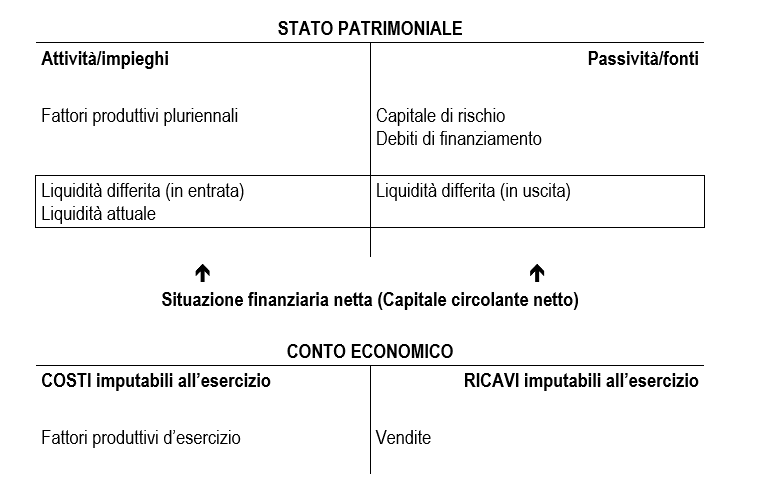 STATO PATRIMONIALE
Attività/impieghi Passività/fonti
Fattori produttivi pluriennali Capitale di rischio
Debiti di finanziamento
Liquidità differita (in entrata) Liquidità differita (in uscita)
Liquidità attuale
Situazione finanziaria netta (Capitale circolante netto)
CONTO ECONOMICO
COSTI imputabili all’esercizio RICAVI imputabili all’esercizio
Fattori produttivi d’esercizio Vendite